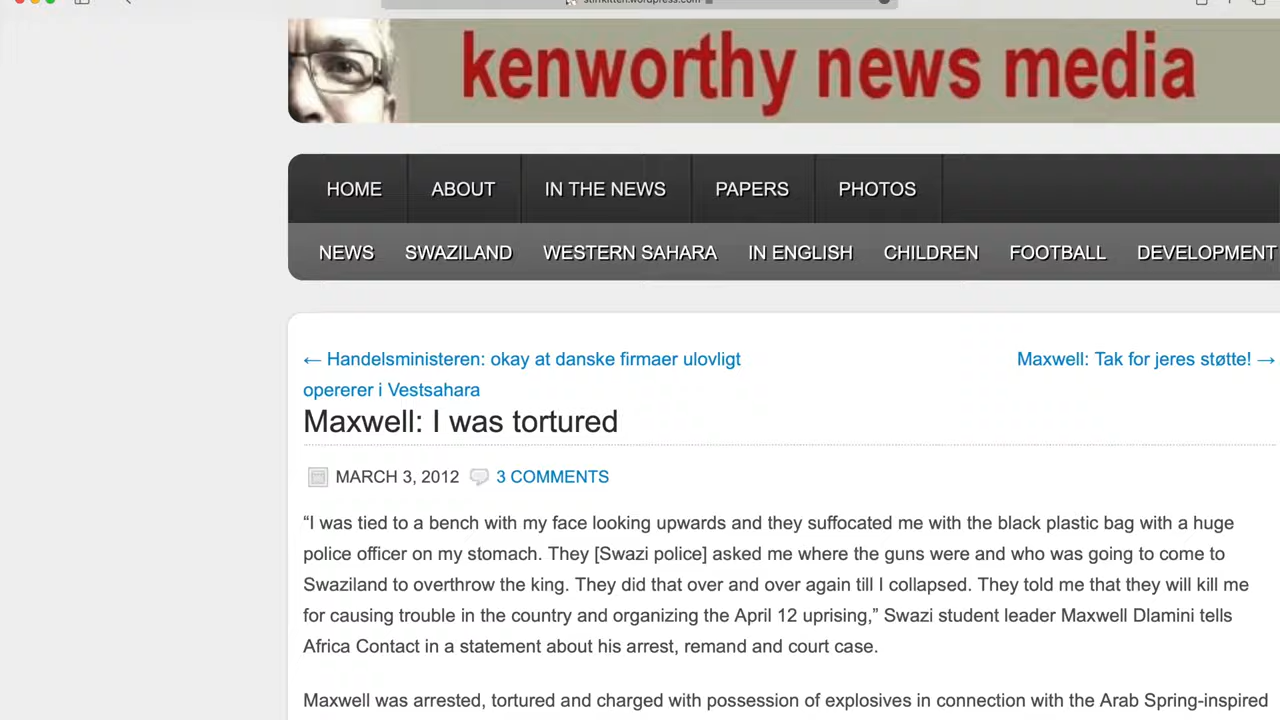 kenworthy news media
HOME ABOUT IN THE NEWS PAPERS PHOTOS
NEWS SWAZILAND WESTERN SAHARA IN ENGLISH CHILDREN FOOTBALL DEVELOPMENT
← Handelsministeren: okay at danske firmaer ulovligt
opererer i Vestsahara
Maxwell: Tak for jeres støtte! →
Maxwell: I was tortured
MARCH 3, 2012 3 COMMENTS
“I was tied to a bench with my face looking upwards and they suffocated me with the black plastic bag with a huge
police officer on my stomach. They [Swazi police] asked me where the guns were and who was going to come to
Swaziland to overthrow the king. They did that over and over again till I collapsed. They told me that they will kill me
for causing trouble in the country and organizing the April 12 uprising,” Swazi student leader Maxwell Dlamini tells
Africa Contact in a statement about his arrest, remand and court case.
Maxwell was arrested, tortured and charged with possession of explosives in connection with the Arab Spring-inspired